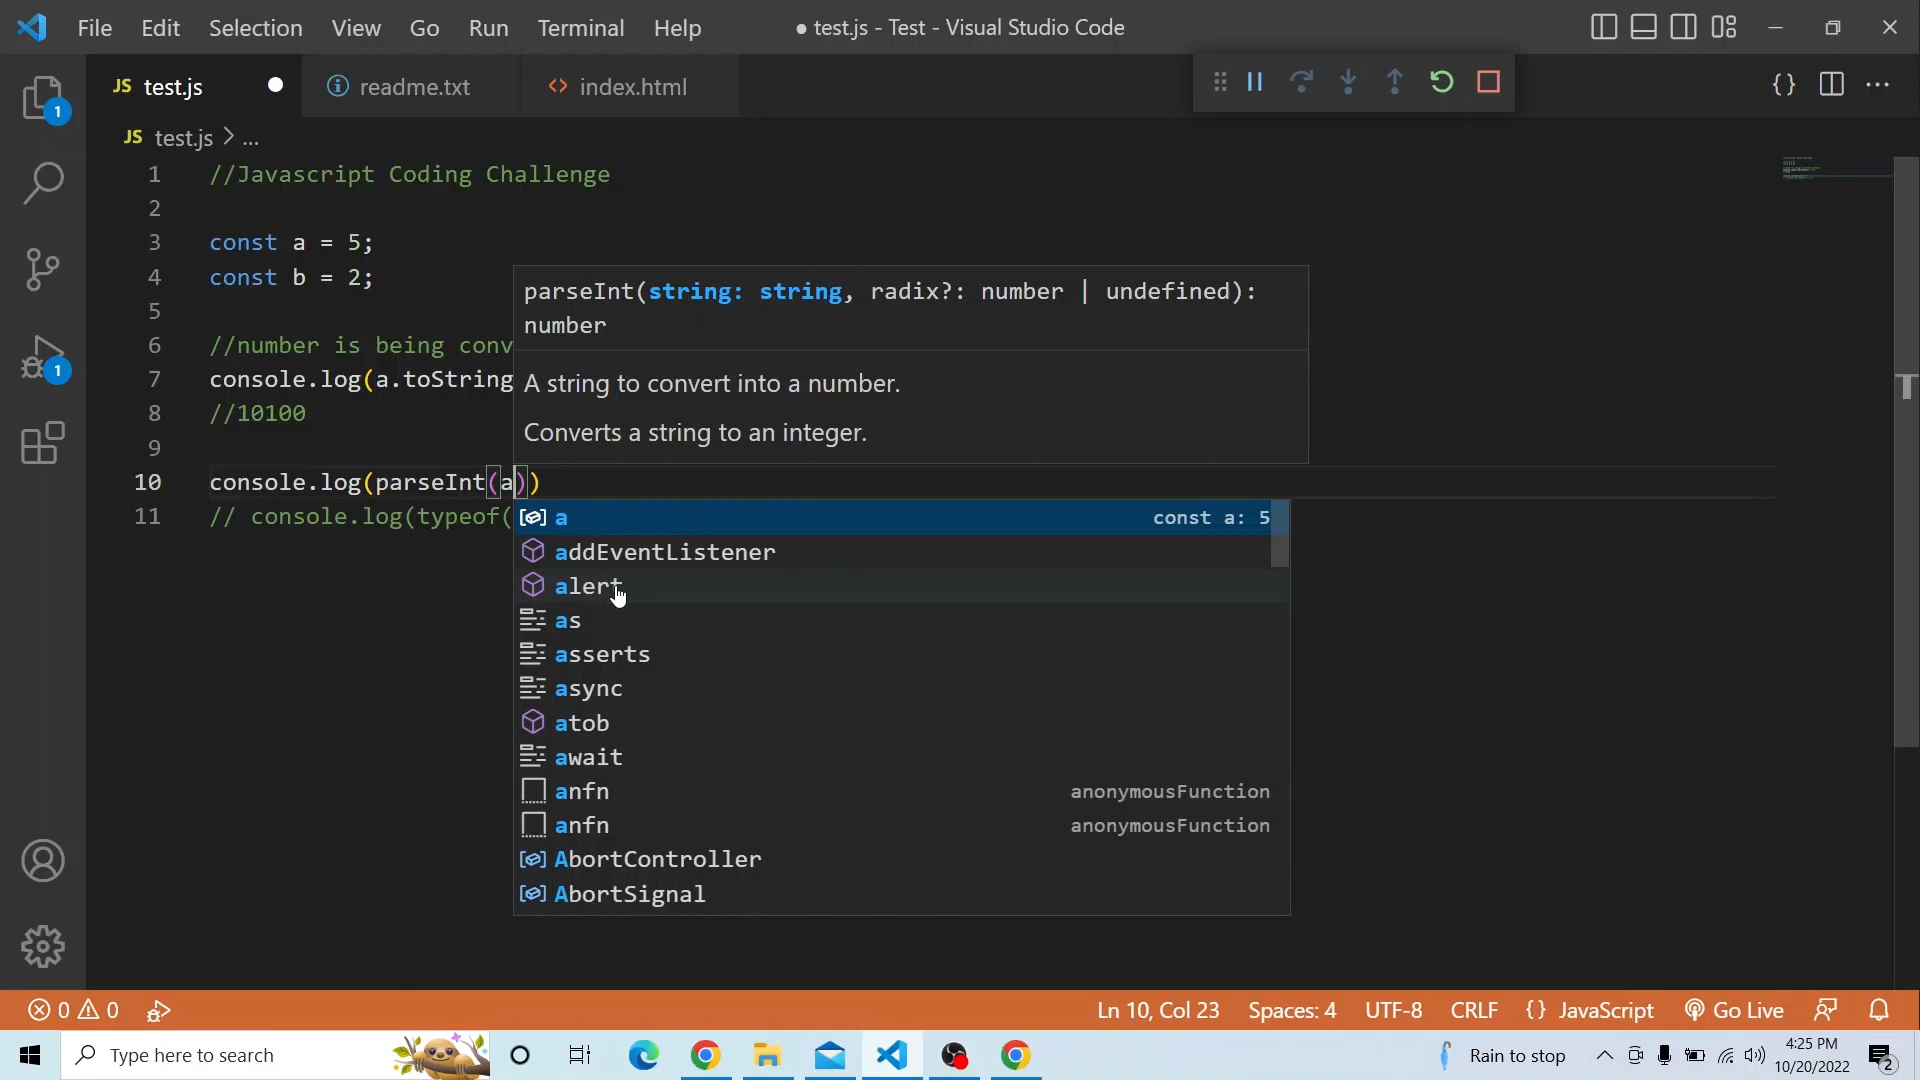 File Edit Selection View Go Run Terminal Help ● test.js - Test - Visual Studio Code
JS test.js readme.txt index.html
JS test.js > ...
1 //Javascript Coding Challenge
2
3 const a = 5;
4 const b = 2;
5
6 //number is being conv
7 console.log(a.toString
8 //10100
9
10 console.log(parseInt(a))
11 // console.log(typeof(
parseInt(string: string, radix?: number | undefined):
number
A string to convert into a number.
Converts a string to an integer.
a const a: 5
addEventListener
alert
as
asserts
async
atob
await
anfn anonymousFunction
anfn anonymousFunction
AbortController
AbortSignal
1
1
0 0 Ln 10, Col 23 Spaces: 4 UTF-8 CRLF {} JavaScript Go Live
Type here to search Rain to stop 4:25 PM
10/20/2022 2